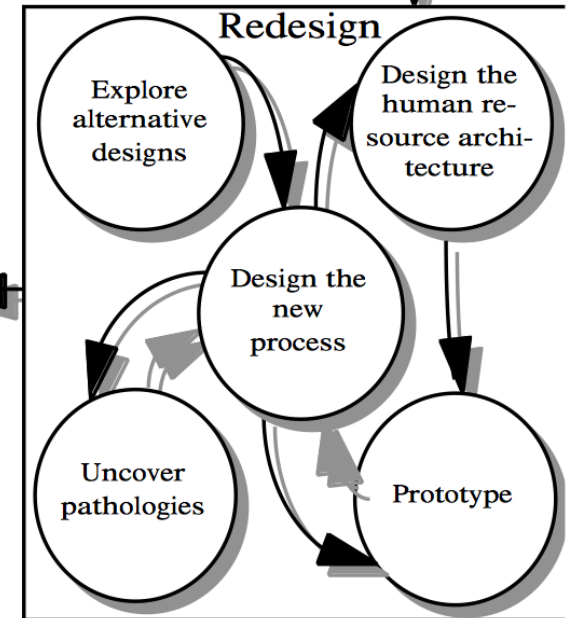 Redesign
Explore
alternative
designs
Design the
human re-
source archi-
tecture
Design the
new
process
Uncover
pathologies
Prototype